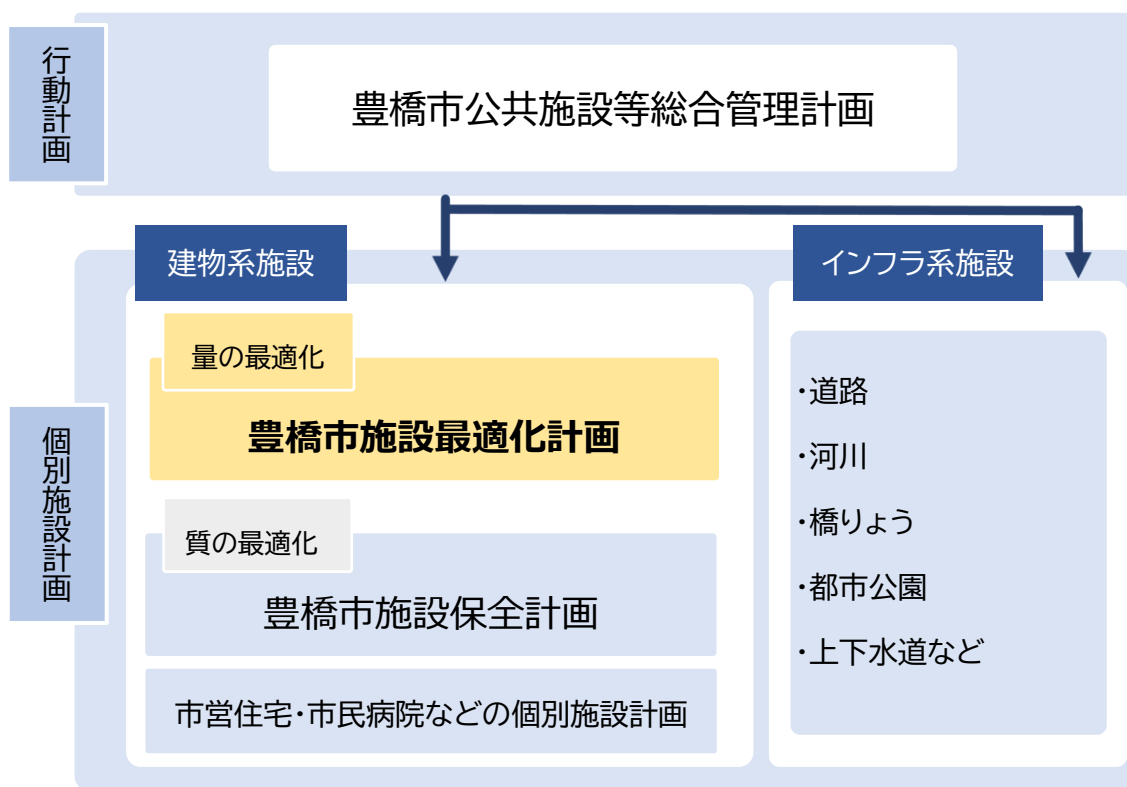 行動計画
豊橋市公共施設等総合管理計画
個別施設計画
建物系施設
量の最適化
豊橋市施設最適化計画
質の最適化
豊橋市施設保全計画
市営住宅・市民病院などの個別施設計画
インフラ系施設
・道路
・河川
・橋りょう
・都市公園
・上下水道など